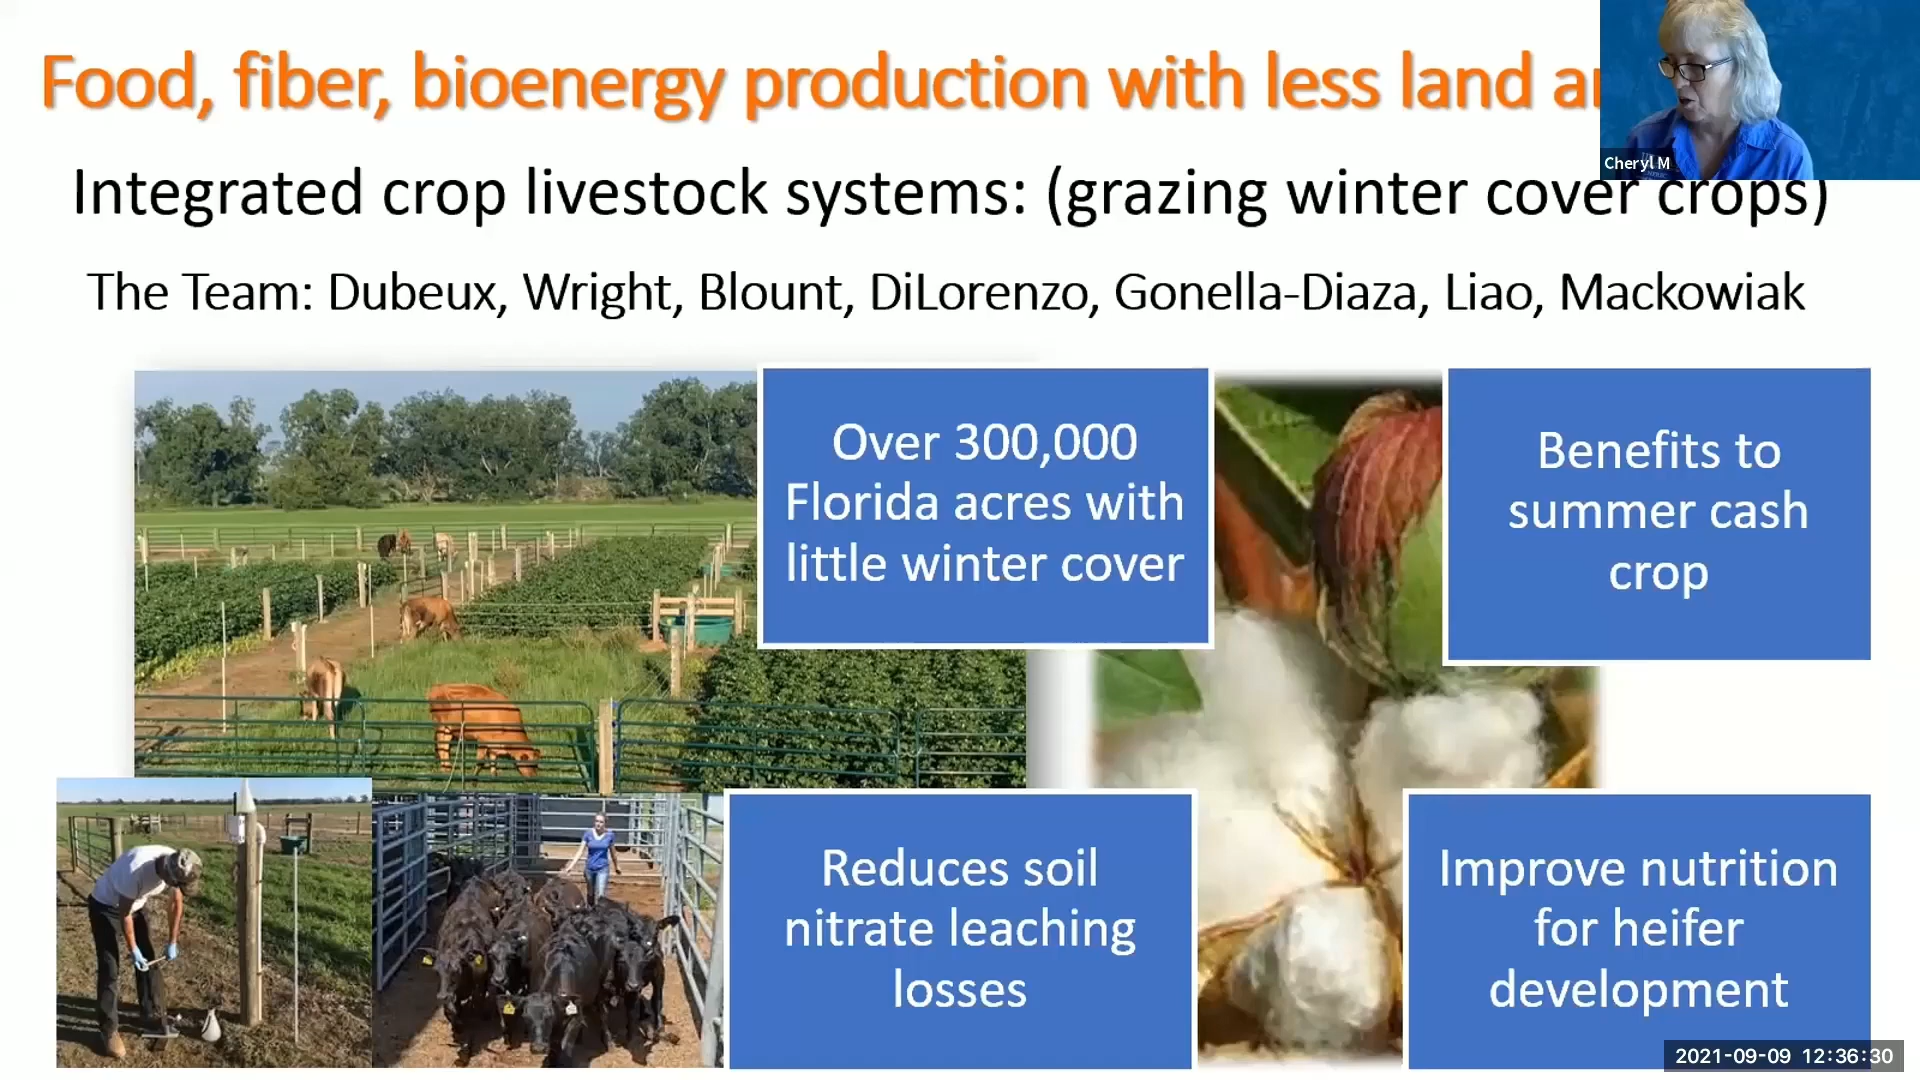 Food, fiber, bioenergy production with less land
Cheryl M
Integrated crop livestock systems: (grazing winter cover crops)
The Team: Dubeux, Wright, Blount, DiLorenzo, Gonella-Diaza, Liao, Mackowiak
Over 300,000
Florida acres with
little winter cover
Benefits to
summer cash
crop
Reduces soil
nitrate leaching
losses
Improve nutrition
for heifer
development
2021-09-09 12:36:30